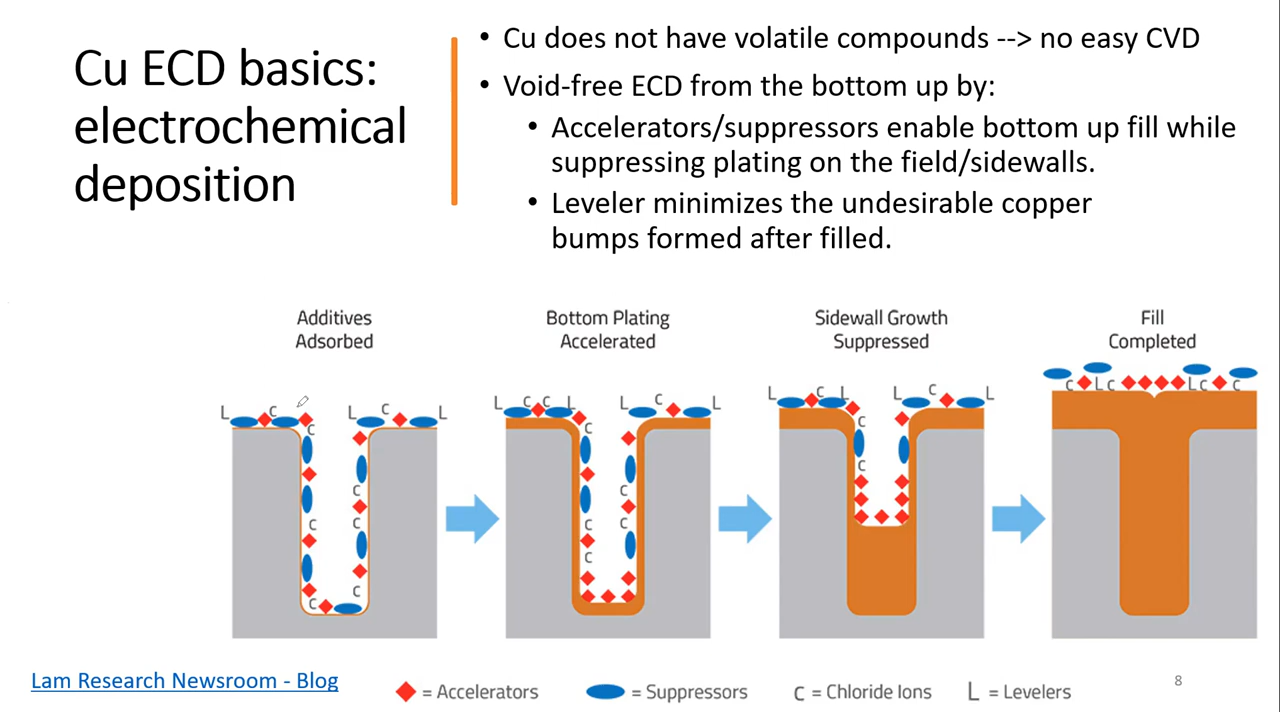 Cu ECD basics:
electrochemical
deposition
• Cu does not have volatile compounds --> no easy CVD
• Void-free ECD from the bottom up by:
• Accelerators/suppressors enable bottom up fill while
suppressing plating on the field/sidewalls.
• Leveler minimizes the undesirable copper
bumps formed after filled.
Additives
Adsorbed
Bottom Plating
Accelerated
Sidewall Growth
Suppressed
Fill
Completed
L C L C L
C
C
C
C
C
C
C
L C C L L C L
C
C
C
C
C
L C L L C L
C
C
C L C L C C
Lam Research Newsroom - Blog
= Accelerators
= Suppressors
C = Chloride Ions
L = Levelers
8